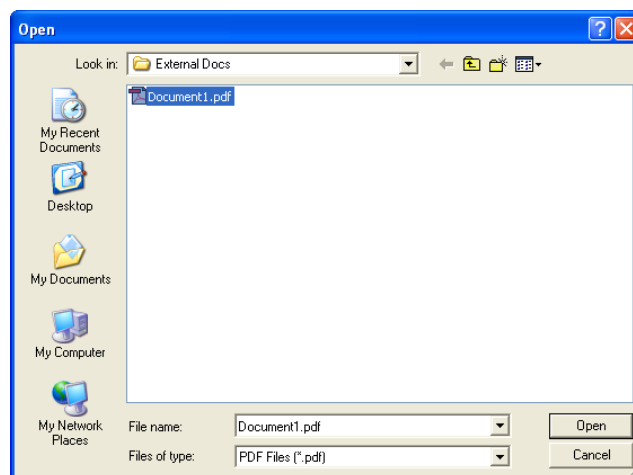 Open
Look in:
External Docs
Document1.pdf
My Recent
Documents
Desktop
My Documents
My Computer
My Network
Places
File name:
Document1.pdf
Open
Files of type:
PDF Files (*.pdf)
Cancel